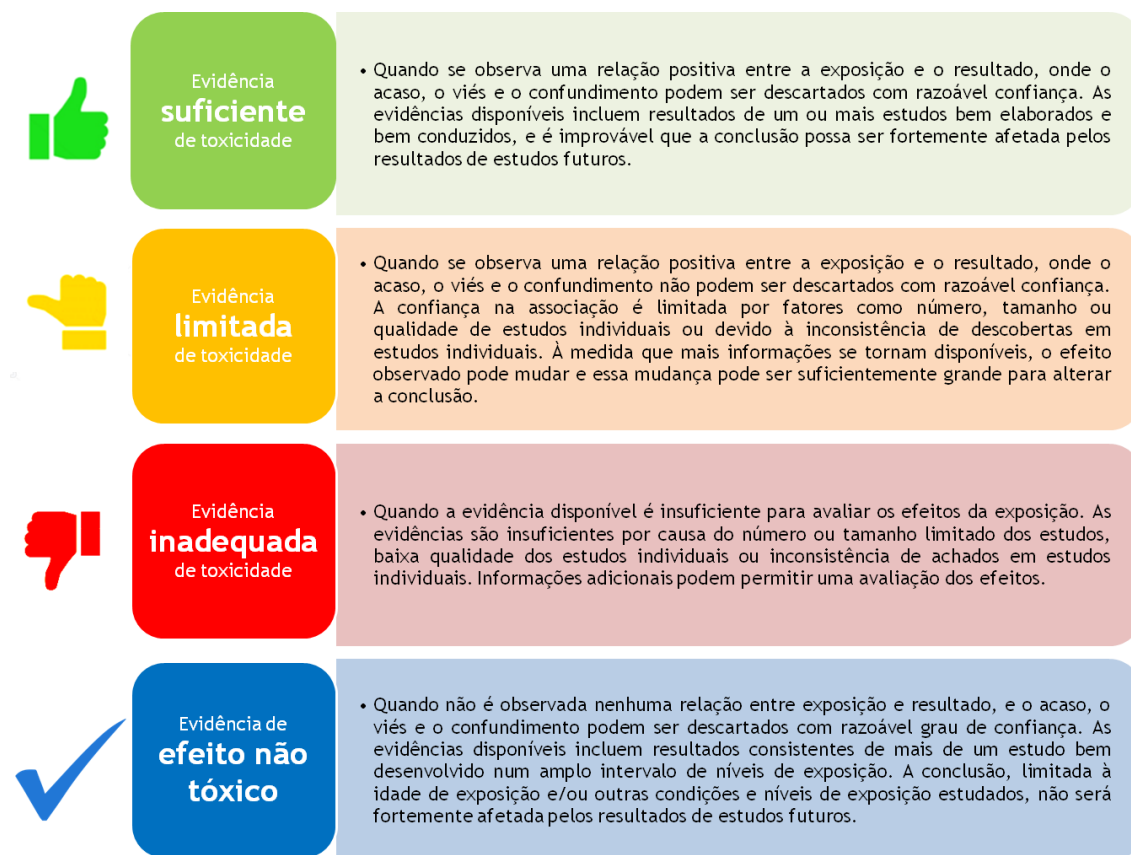 Evidência
suficiente
de toxicidade
• Quando se observa uma relação positiva entre a exposição e o resultado, onde o
acaso, o viés e o confundimento podem ser descartados com razoável confiança. As
evidências disponíveis incluem resultados de um ou mais estudos bem elaborados e
bem conduzidos, e é improvável que a conclusão possa ser fortemente afetada pelos
resultados de estudos futuros.
Evidência
limitada
de toxicidade
• Quando se observa uma relação positiva entre a exposição e o resultado, onde o
acaso, o viés e o confundimento não podem ser descartados com razoável confiança.
A confiança na associação é limitada por fatores como número, tamanho ou
qualidade de estudos individuais ou devido à inconsistência de descobertas em
estudos individuais. À medida que mais informações se tornam disponíveis, o efeito
observado pode mudar e essa mudança pode ser suficientemente grande para alterar
a conclusão.
Evidência
inadequada
de toxicidade
• Quando a evidência disponível é insuficiente para avaliar os efeitos da exposição. As
evidências são insuficientes por causa do número ou tamanho limitado dos estudos,
baixa qualidade dos estudos individuais ou inconsistência de achados em estudos
individuais. Informações adicionais podem permitir uma avaliação dos efeitos.
Evidência de
efeito não
tóxico
• Quando não é observada nenhuma relação entre exposição e resultado, e o acaso, o
viés e o confundimento podem ser descartados com razoável grau de confiança. As
evidências disponíveis incluem resultados consistentes de mais de um estudo bem
desenvolvido num amplo intervalo de níveis de exposição. A conclusão, limitada à
idade de exposição e/ou outras condições e níveis de exposição estudados, não será
fortemente afetada pelos resultados de estudos futuros.